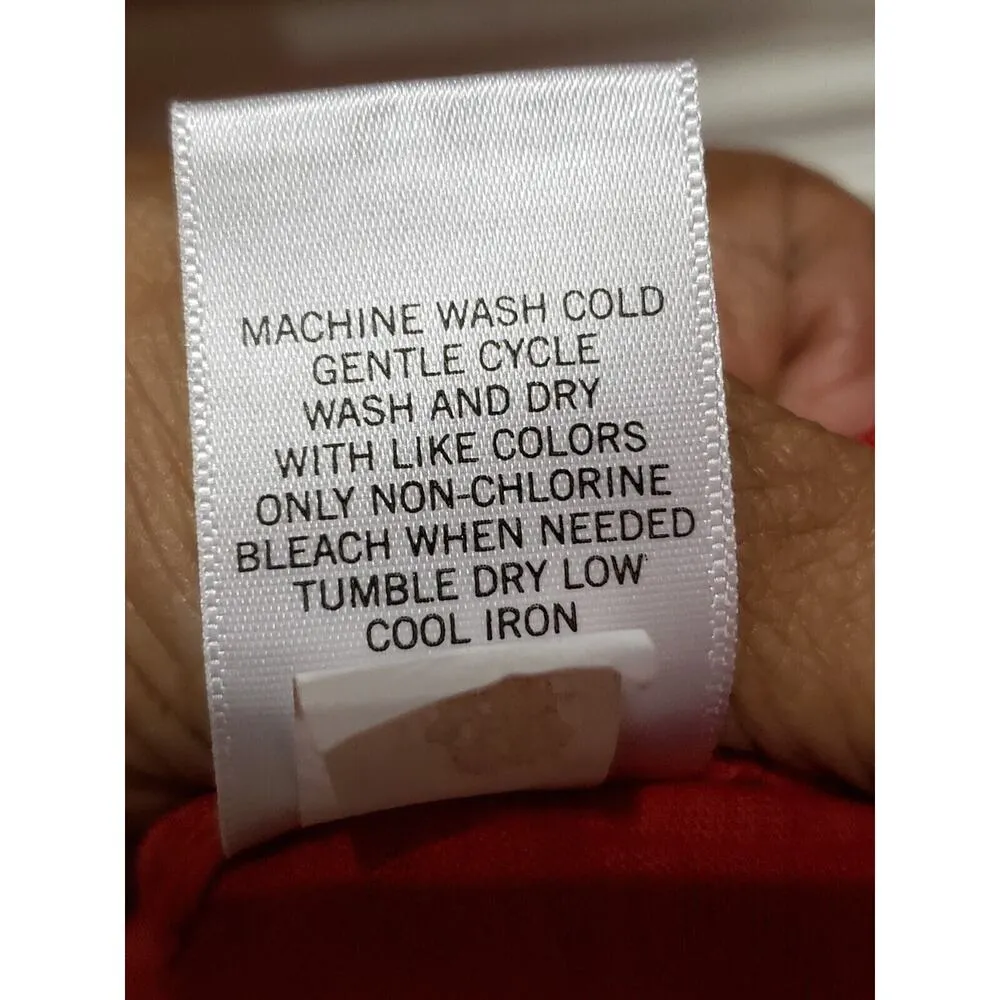 MACHINE WASH COLD
GENTLE CYCLE
WASH AND DRY
WITH LIKE COLORS
ONLY NON-CHLORINE
BLEACH WHEN NEEDED
TUMBLE DRY LOW
COOL IRON